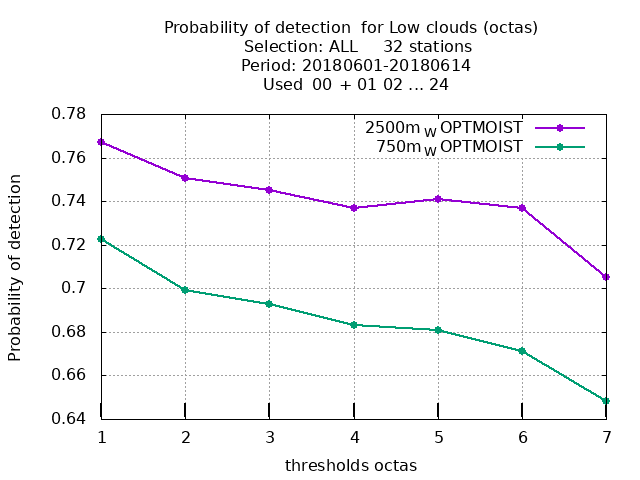 Probability of detection  for Low clouds (octas)
Selection: ALL     32 stations
Period: 20180601-20180614
Used  00 + 01 02 ... 24
0.78
0.76
0.74
0.72
0.7
0.68
0.66
0.64
Probability of detection
2500m_W OPTMOIST
750m_W OPTMOIST
1 2 3 4 5 6 7
thresholds octas